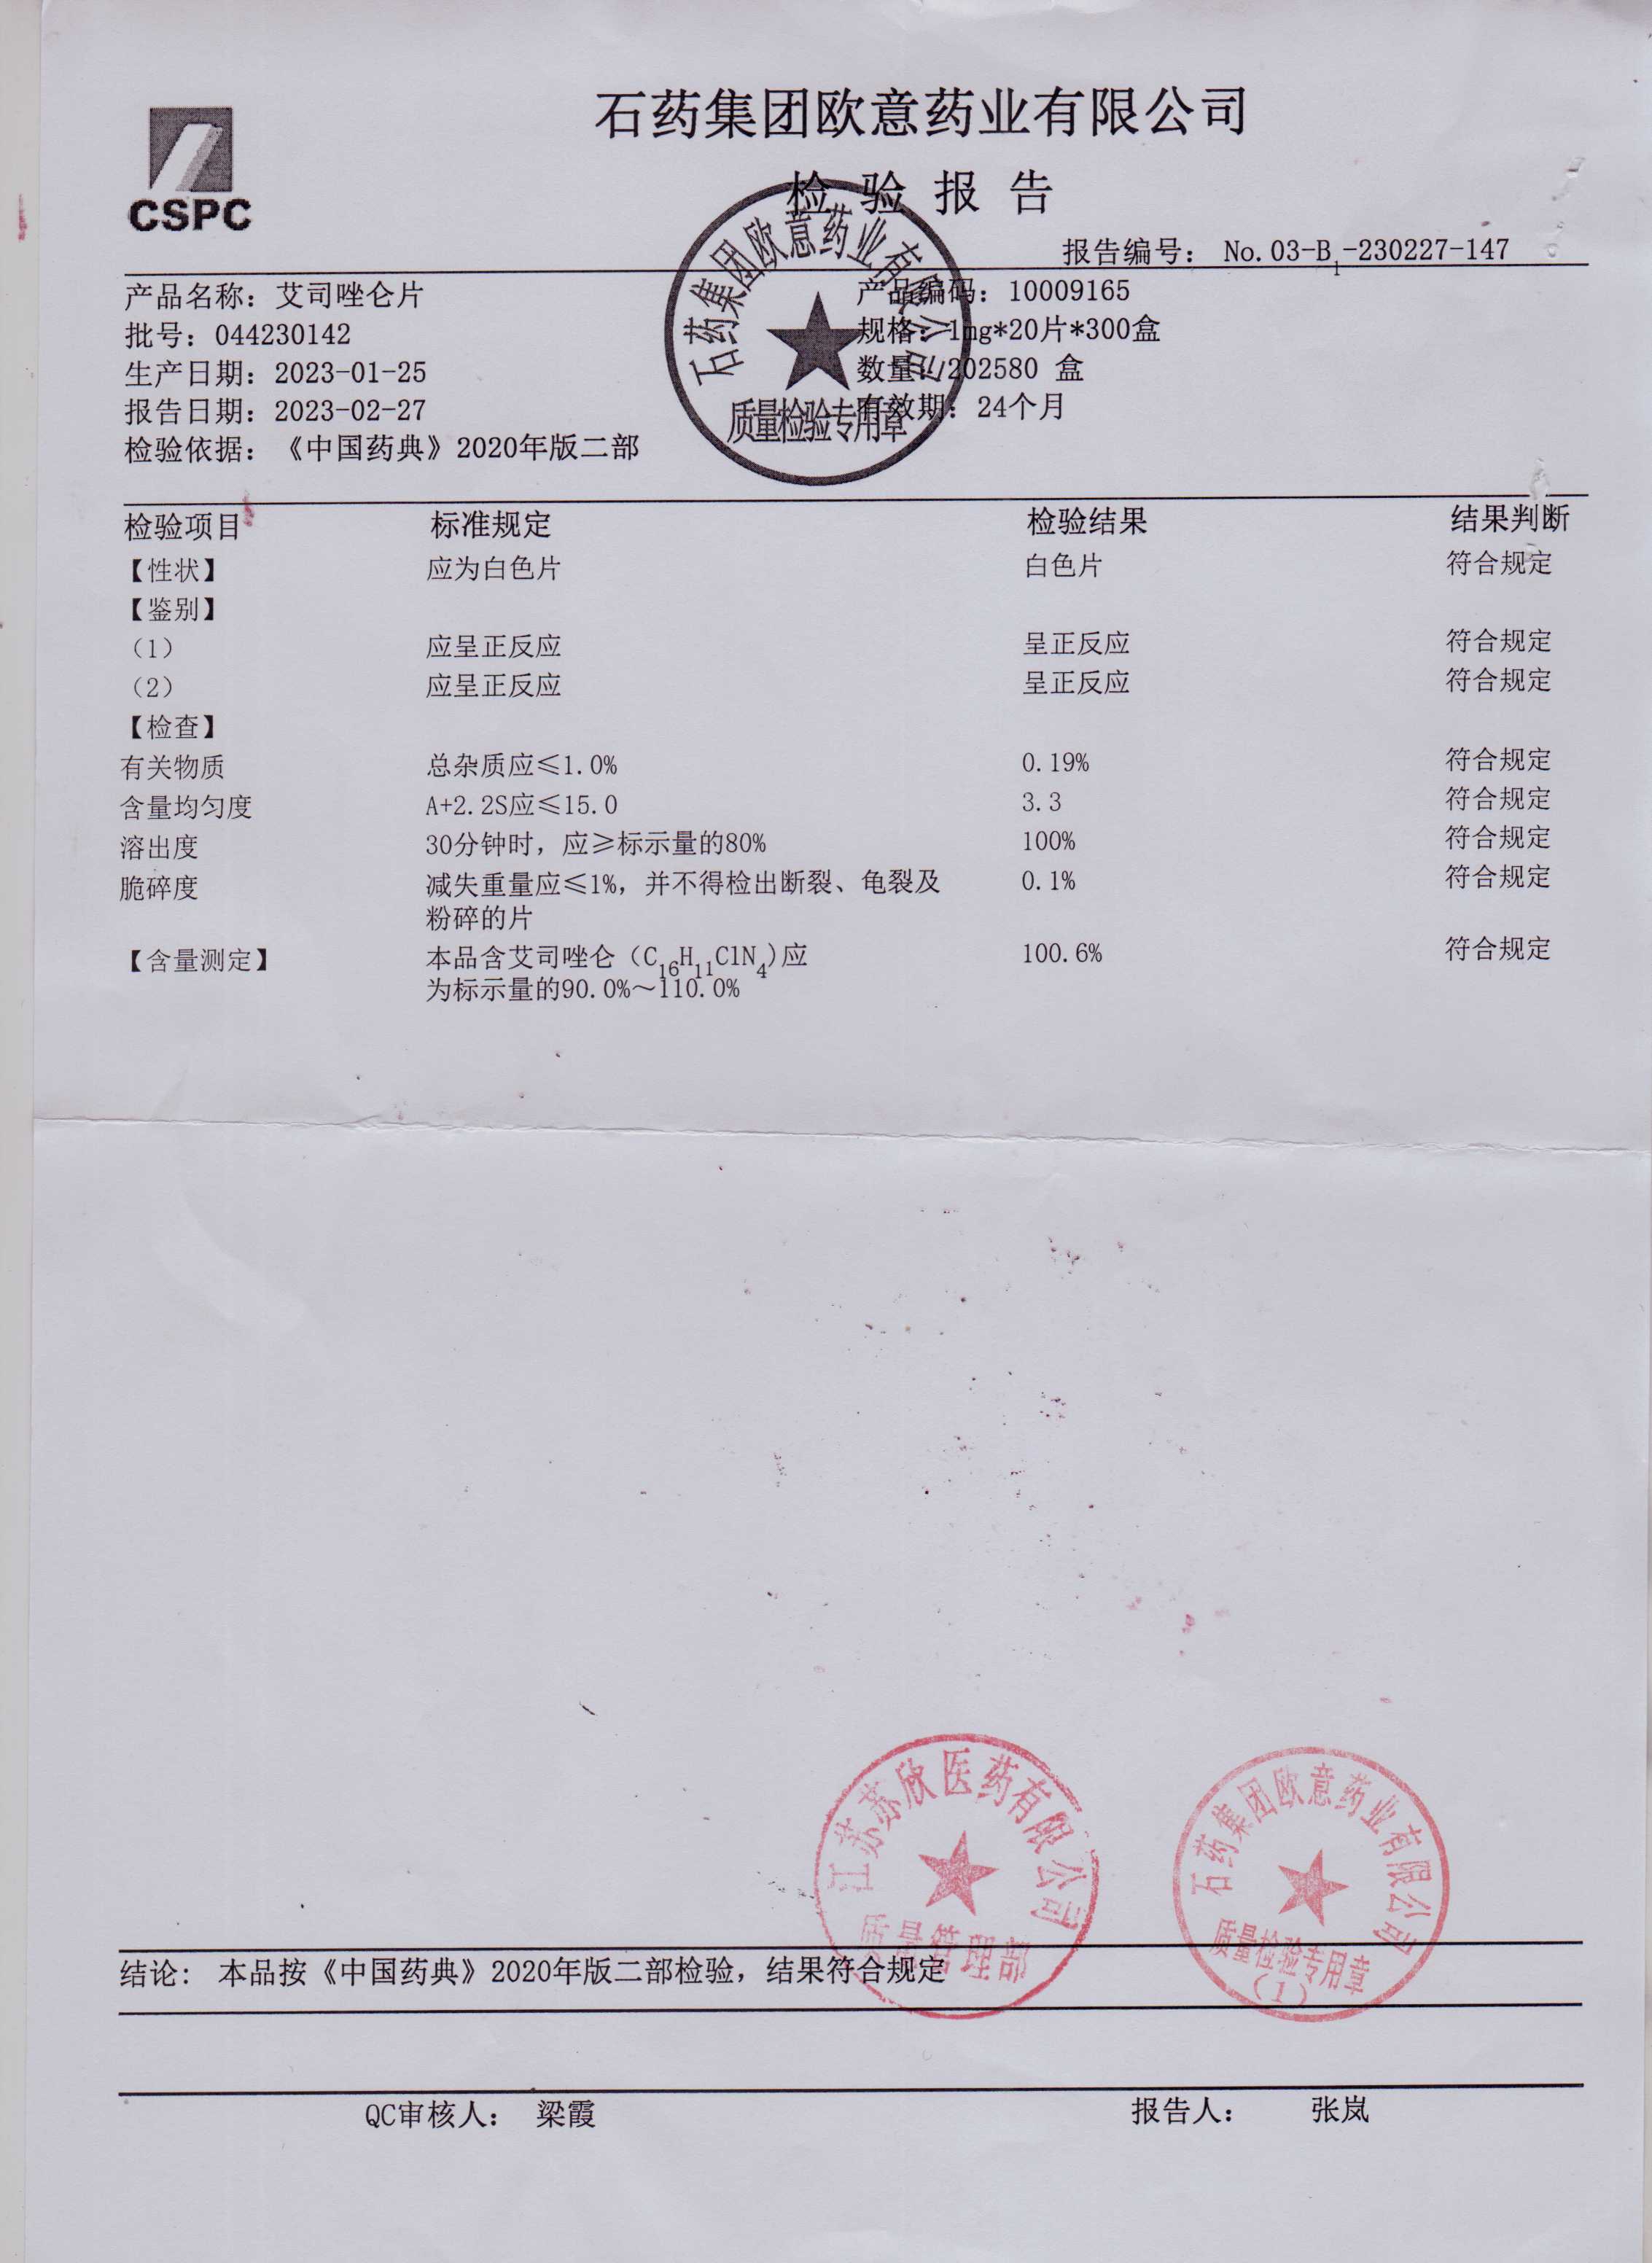 CSPC
石药集团欧意药业有限公司
检 验 报 告
报告编号： No.03-B1-230227-147
产品名称：艾司唑仑片 产品编码：10009165
批号：044230142 规格：1mg*20片*300盒
生产日期：2023-01-25 数量：202580 盒
报告日期：2023-02-27 有效期：24个月
检验依据：《中国药典》2020年版二部
石药集团欧意药业有限公司
质量检验专用章
检验项目 标准规定 检验结果 结果判断
【性状】 应为白色片 白色片 符合规定
【鉴别】
（1） 应呈正反应 呈正反应 符合规定
（2） 应呈正反应 呈正反应 符合规定
【检查】
有关物质 总杂质应≤1.0% 0.19% 符合规定
含量均匀度 A+2.2S应≤15.0 3.3 符合规定
溶出度 30分钟时，应≥标示量的80% 100% 符合规定
脆碎度 减失重量应≤1%，并不得检出断裂、龟裂及 0.1% 符合规定
粉碎的片
【含量测定】 本品含艾司唑仑（C16H11ClN4)应 100.6% 符合规定
为标示量的90.0%～110.0%
江苏苏欣医药有限公司
质量管理部
石药集团欧意药业有限公司
质量检验专用章
（1）
结论： 本品按《中国药典》2020年版二部检验，结果符合规定
QC审核人： 梁霞 报告人： 张岚